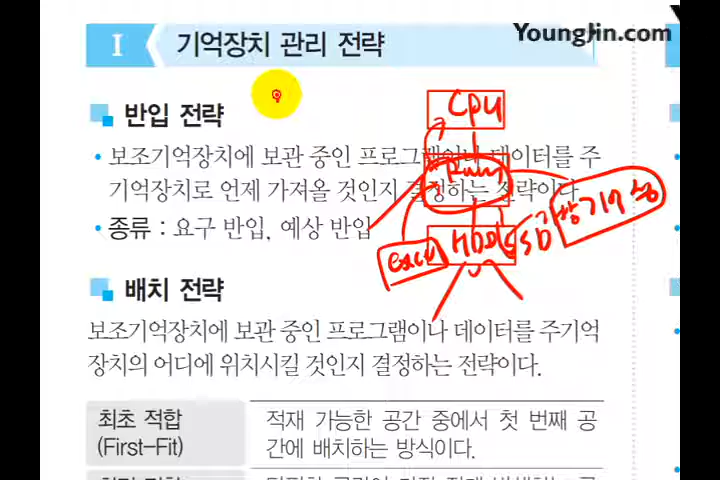 YoungJin.com
I 기억장치 관리 전략
반입 전략
CPU
• 보조기억장치에 보관 중인 프로그램이나 데이터를 주
기억장치로 언제 가져올 것인지 결정하는 전략이다.
• 종류 : 요구 반입, 예상 반입
HDD
SSD
배치 전략
보조기억장치에 보관 중인 프로그램이나 데이터를 주기억
장치의 어디에 위치시킬 것인지 결정하는 전략이다.
최초 적합
(First-Fit)
적재 가능한 공간 중에서 첫 번째 공
간에 배치하는 방식이다.